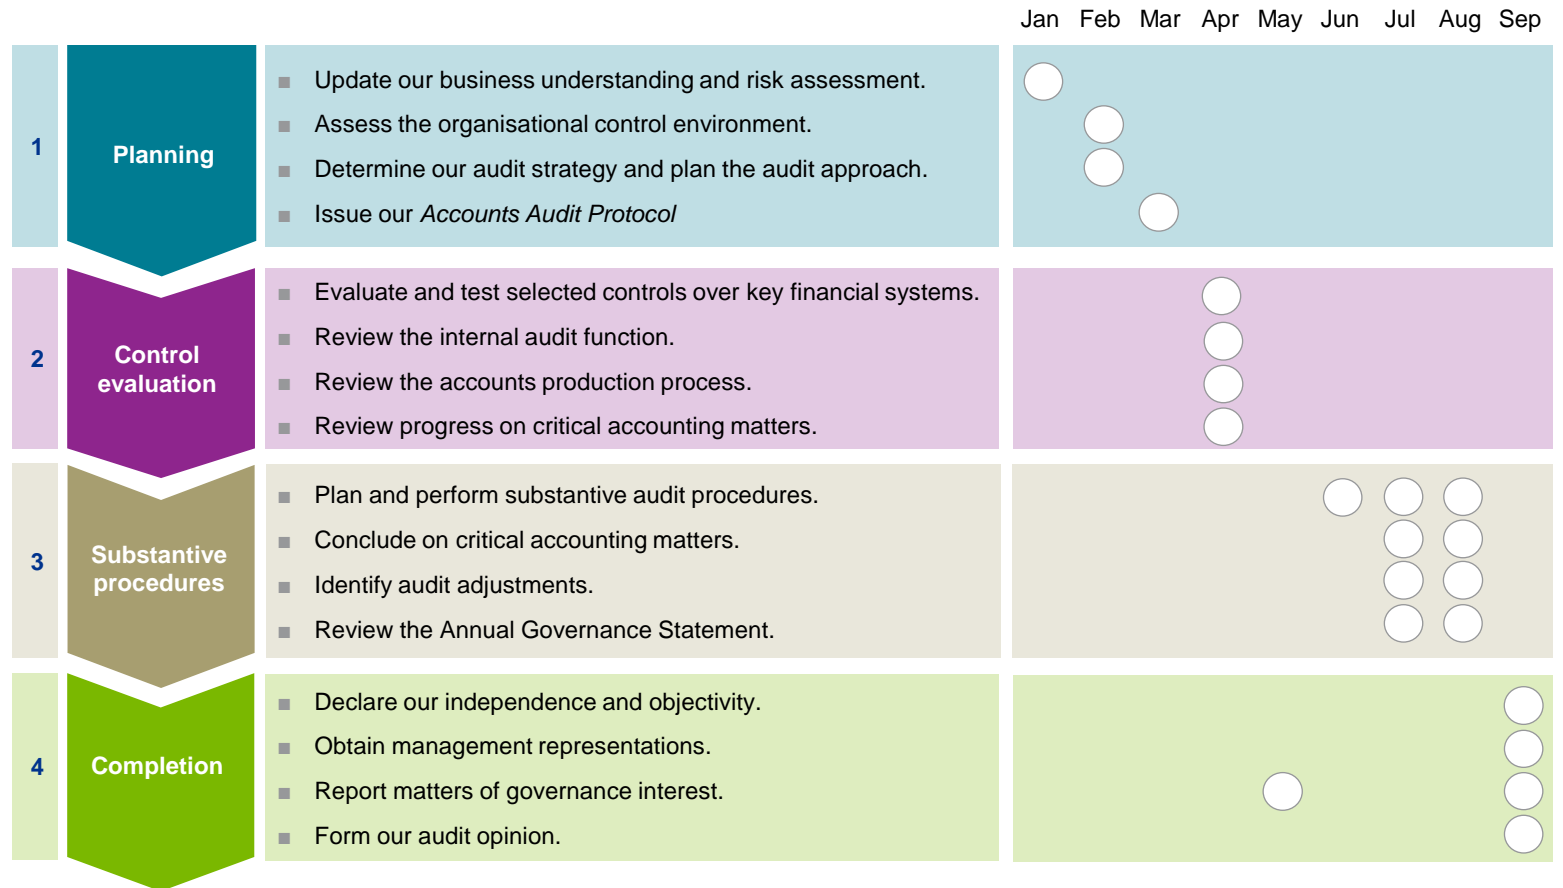 Jan Feb Mar Apr May Jun Jul Aug Sep
1
Planning
■ Update our business understanding and risk assessment.
■ Assess the organisational control environment.
■ Determine our audit strategy and plan the audit approach.
■ Issue our Accounts Audit Protocol
2
Control
evaluation
■ Evaluate and test selected controls over key financial systems.
■ Review the internal audit function.
■ Review the accounts production process.
■ Review progress on critical accounting matters.
3
Substantive
procedures
■ Plan and perform substantive audit procedures.
■ Conclude on critical accounting matters.
■ Identify audit adjustments.
■ Review the Annual Governance Statement.
4
Completion
■ Declare our independence and objectivity.
■ Obtain management representations.
■ Report matters of governance interest.
■ Form our audit opinion.